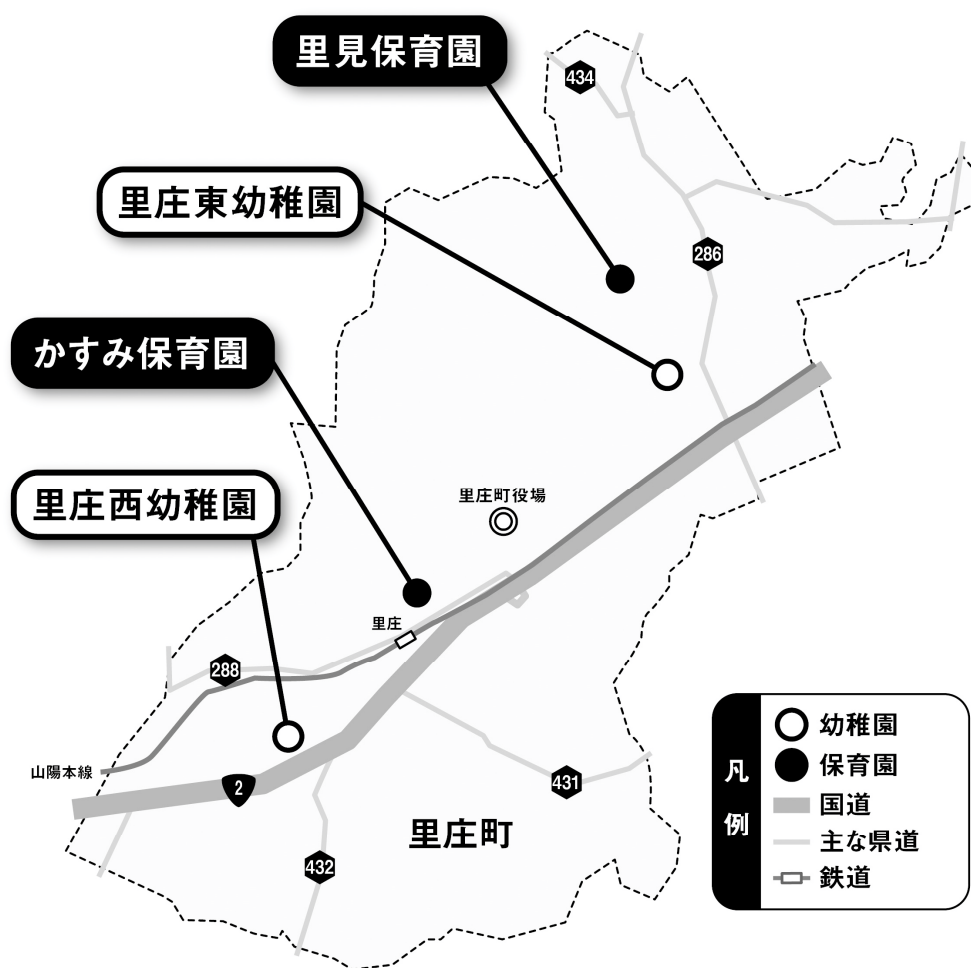 里見保育園
434
里庄東幼稚園
286
かすみ保育園
里庄西幼稚園
里庄町役場
里庄
288
山陽本線
2
431
里庄町
432
凡例
幼稚園
保育園
国道
主な県道
鉄道